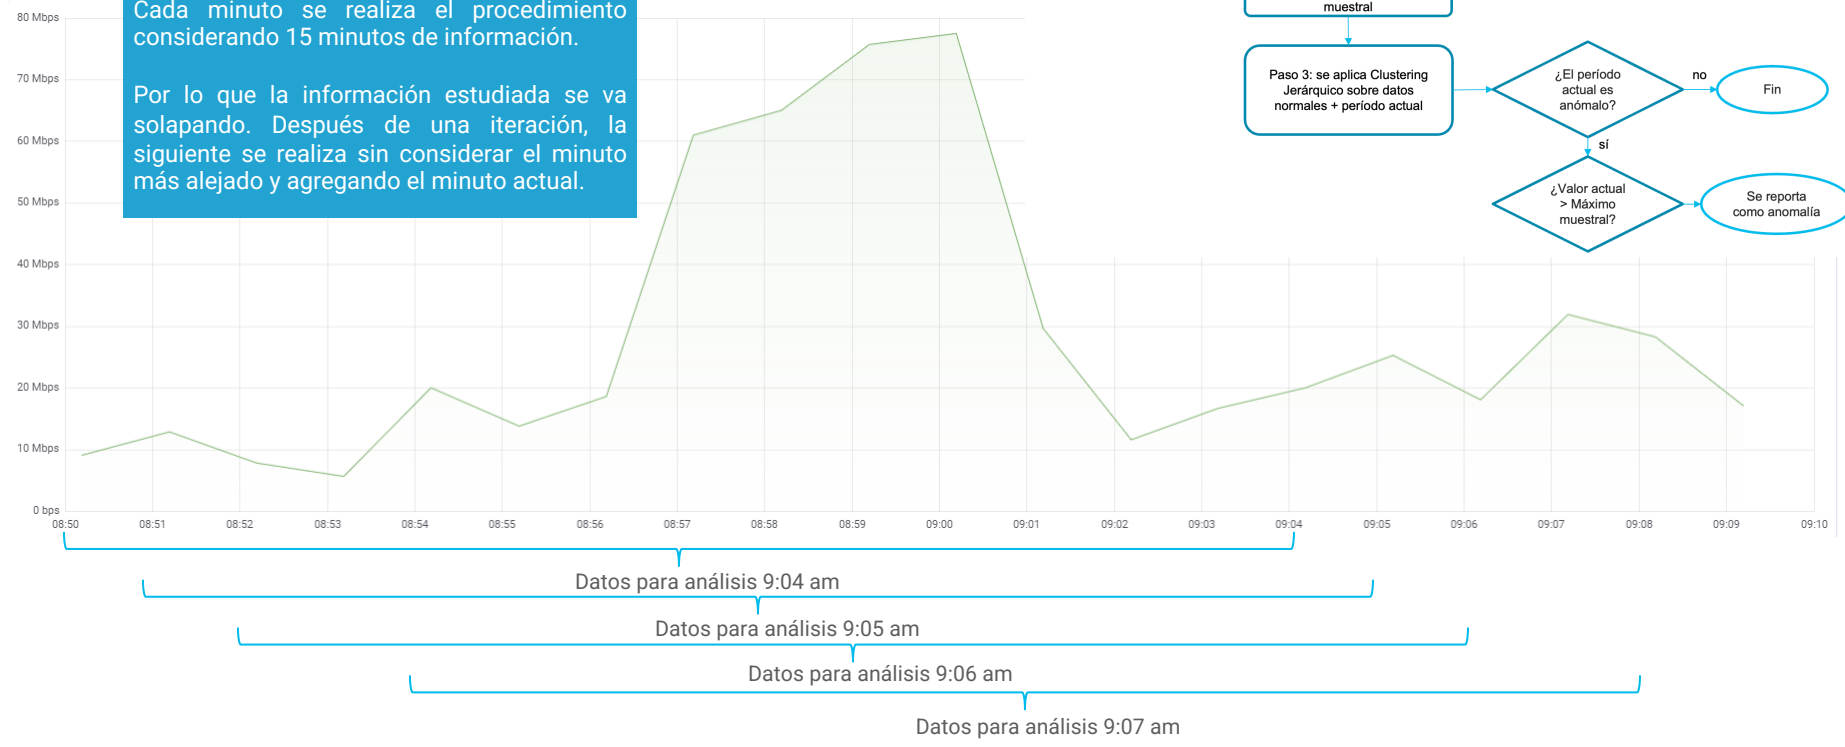 Cada minuto se realiza el procedimiento
considerando 15 minutos de información.
Por lo que la información estudiada se va
solapando. Después de una iteración, la
siguiente se realiza sin considerar el minuto
más alejado y agregando el minuto actual.
muestral
Paso 3: se aplica Clustering
Jerárquico sobre datos
normales + período actual
¿El período
actual es
anómalo?
no
Fin
sí
¿Valor actual
> Máximo
muestral?
Se reporta
como anomalía
80 Mbps
70 Mbps
60 Mbps
50 Mbps
40 Mbps
30 Mbps
20 Mbps
10 Mbps
0 bps
08:50 08:51 08:52 08:53 08:54 08:55 08:56 08:57 08:58 08:59 09:00 09:01 09:02 09:03 09:04 09:05 09:06 09:07 09:08 09:09 09:10
Datos para análisis 9:04 am
Datos para análisis 9:05 am
Datos para análisis 9:06 am
Datos para análisis 9:07 am